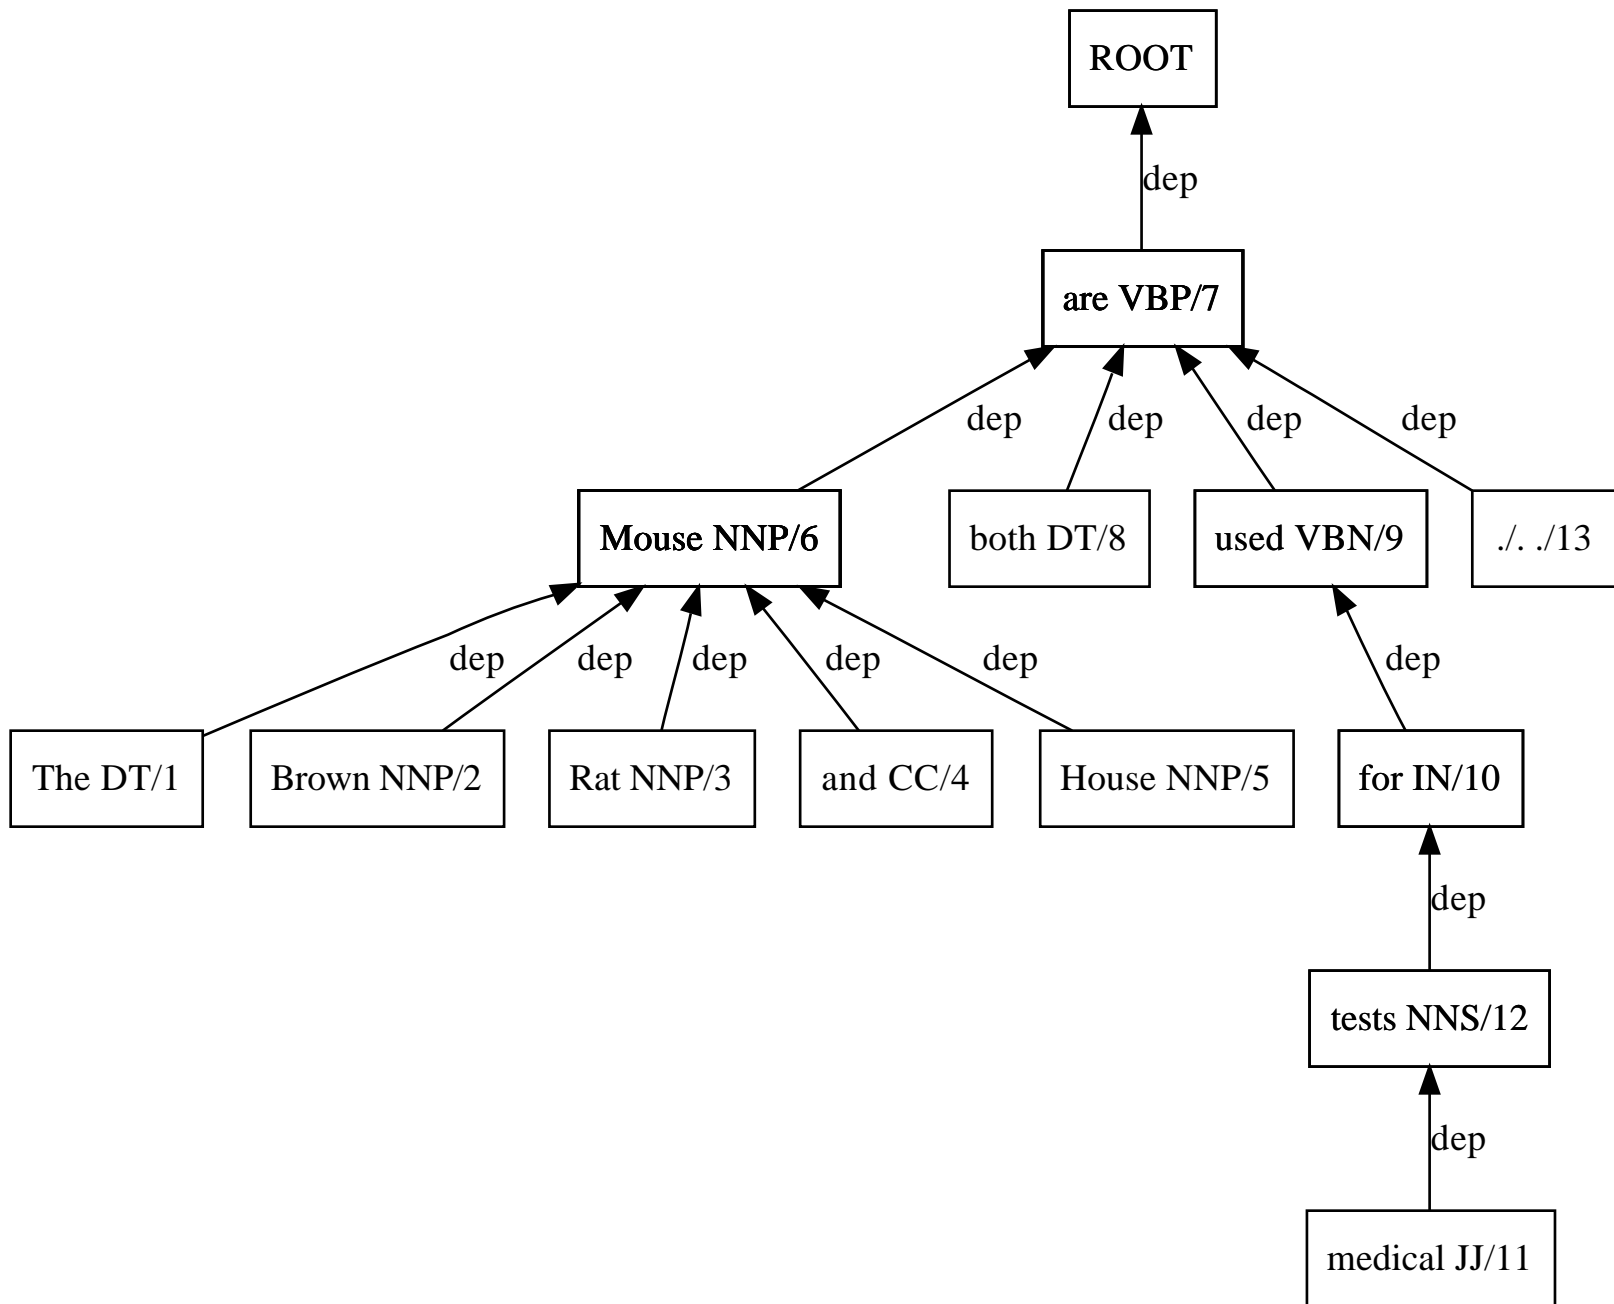 ROOT
dep
are VBP/7
dep dep dep dep
Mouse NNP/6 both DT/8 used VBN/9 ./. ./13
dep dep dep dep dep dep
The DT/1 Brown NNP/2 Rat NNP/3 and CC/4 House NNP/5 for IN/10
dep
tests NNS/12
dep
medical JJ/11